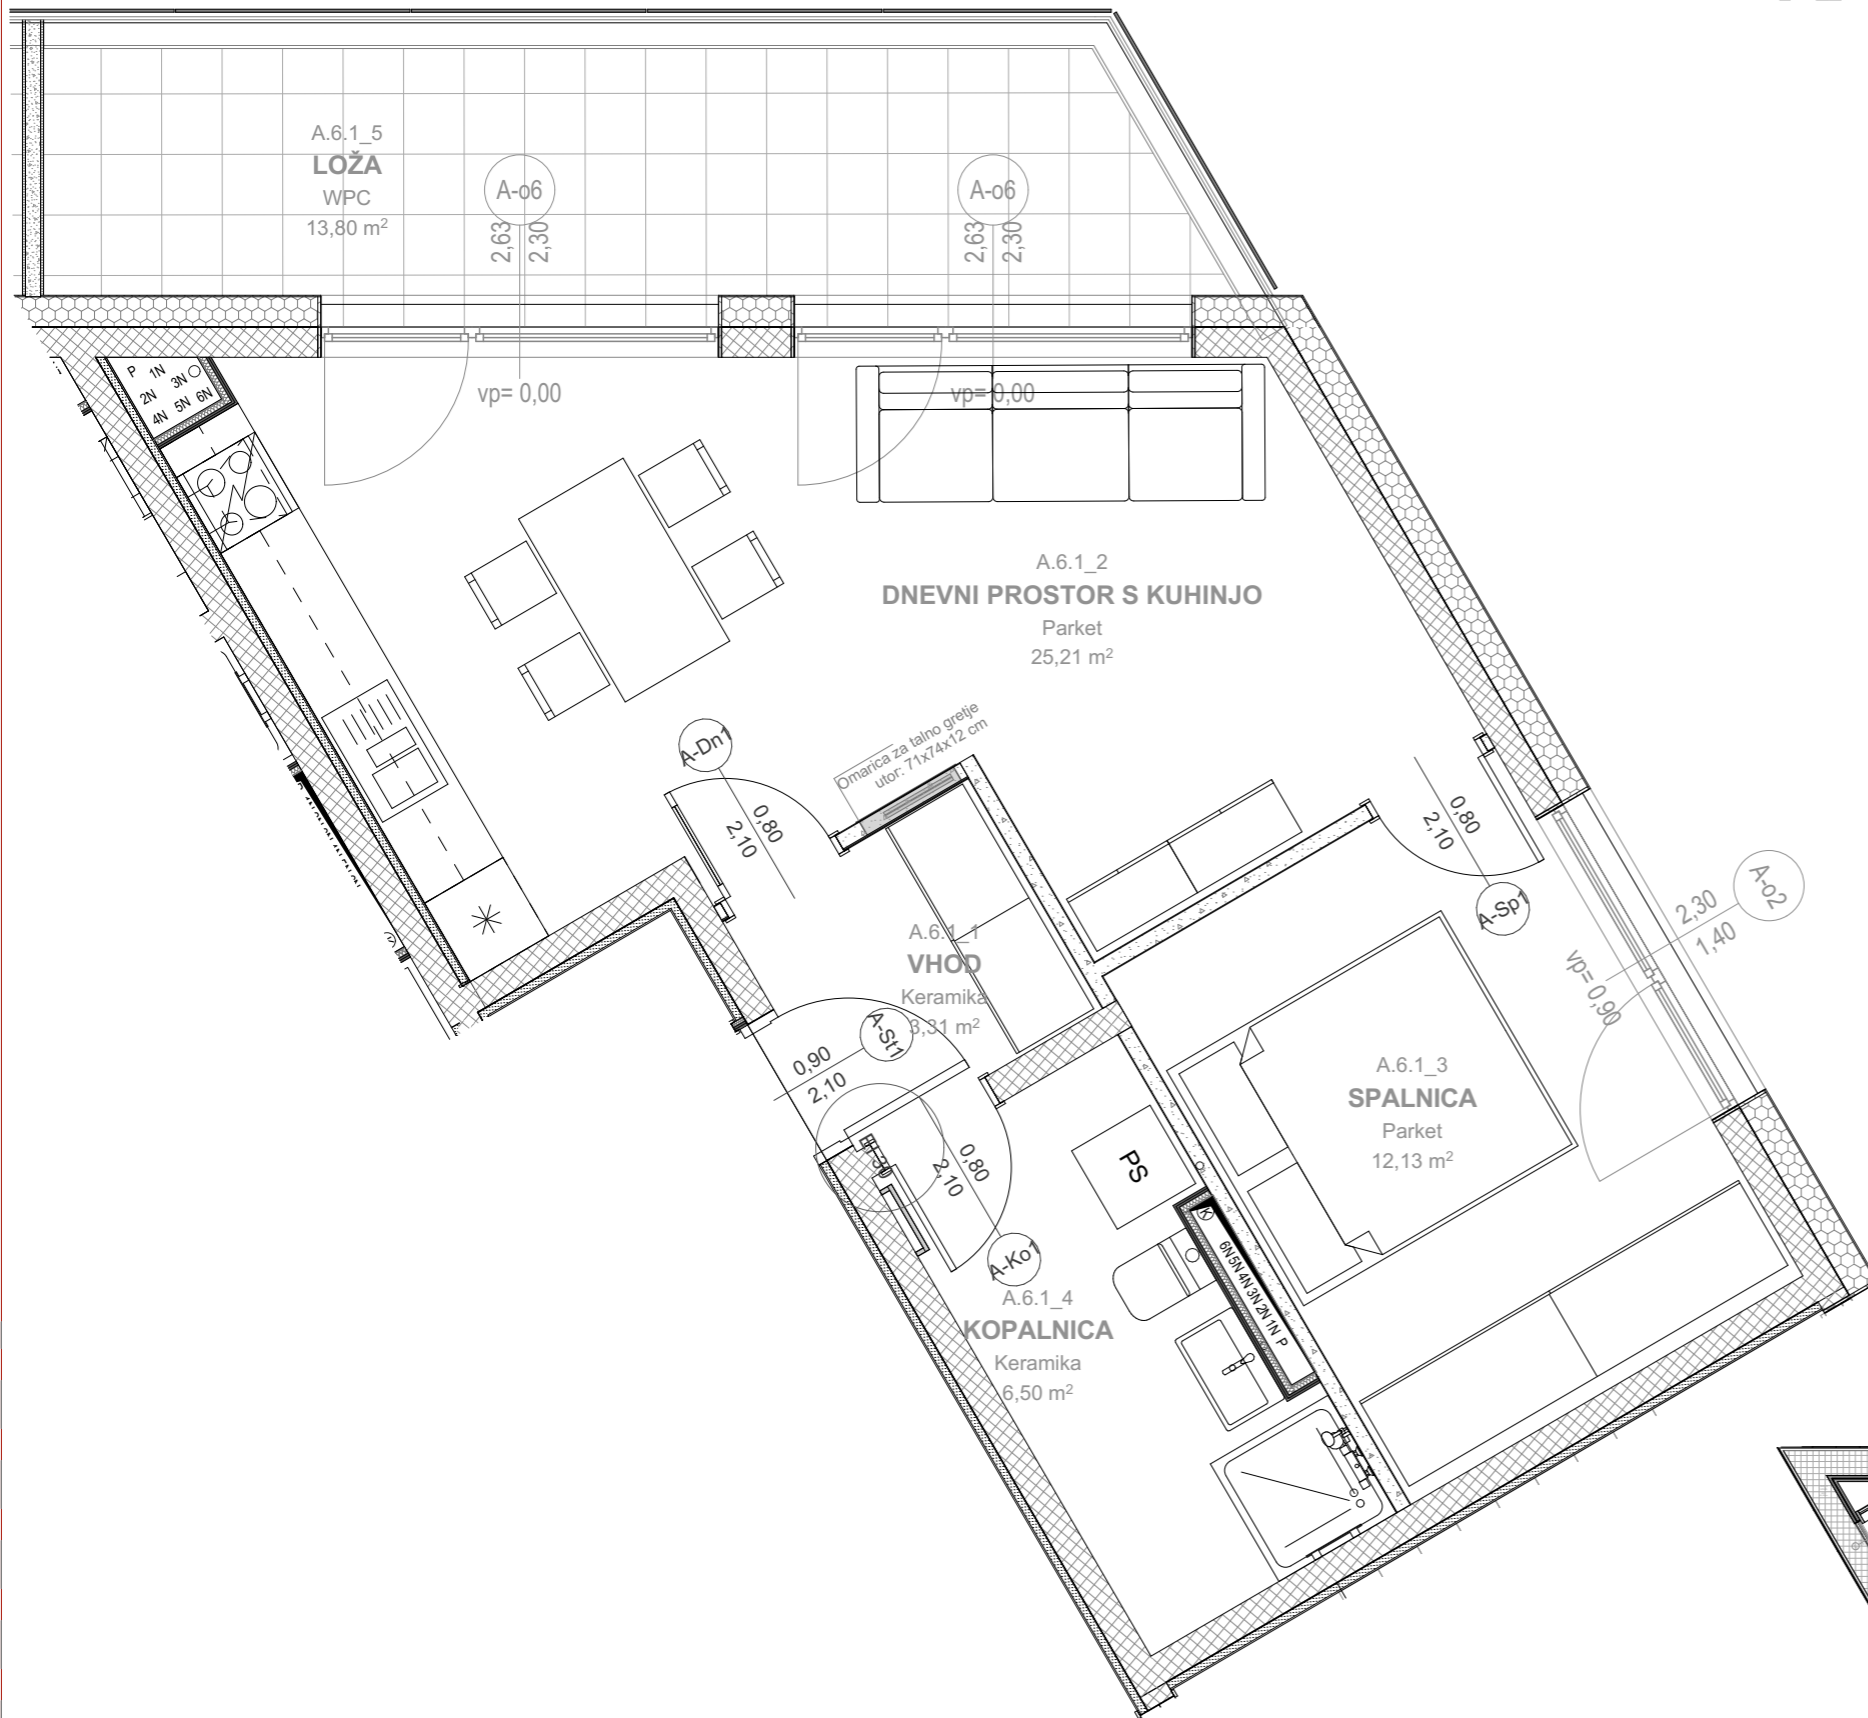 A.6.1_5
LOŽA
WPC
13,80 m²
A-o6
2,63
2,30
vp= 0,00
A-o6
2,63
2,30
vp= 0,00
P 1N
2N 3N
4N 5N 6N
A.6.1_2
DNEVNI PROSTOR S KUHINJO
Parket
25,21 m²
Omarica za talno gretje
utor: 71x74x12 cm
A-Dn1
0,80
2,10
0,80
2,10
A-Sp1
2,30
1,40
A-o2
vp= 0,90
A.6.1_1
VHOD
Keramika
3,31 m²
A-St1
0,90
2,10
0,80
2,10
A-Ko1
PS
K
6N 5N 4N 3N 2N 1N P
A.6.1_3
SPALNICA
Parket
12,13 m²
A.6.1_4
KOPALNICA
Keramika
6,50 m²